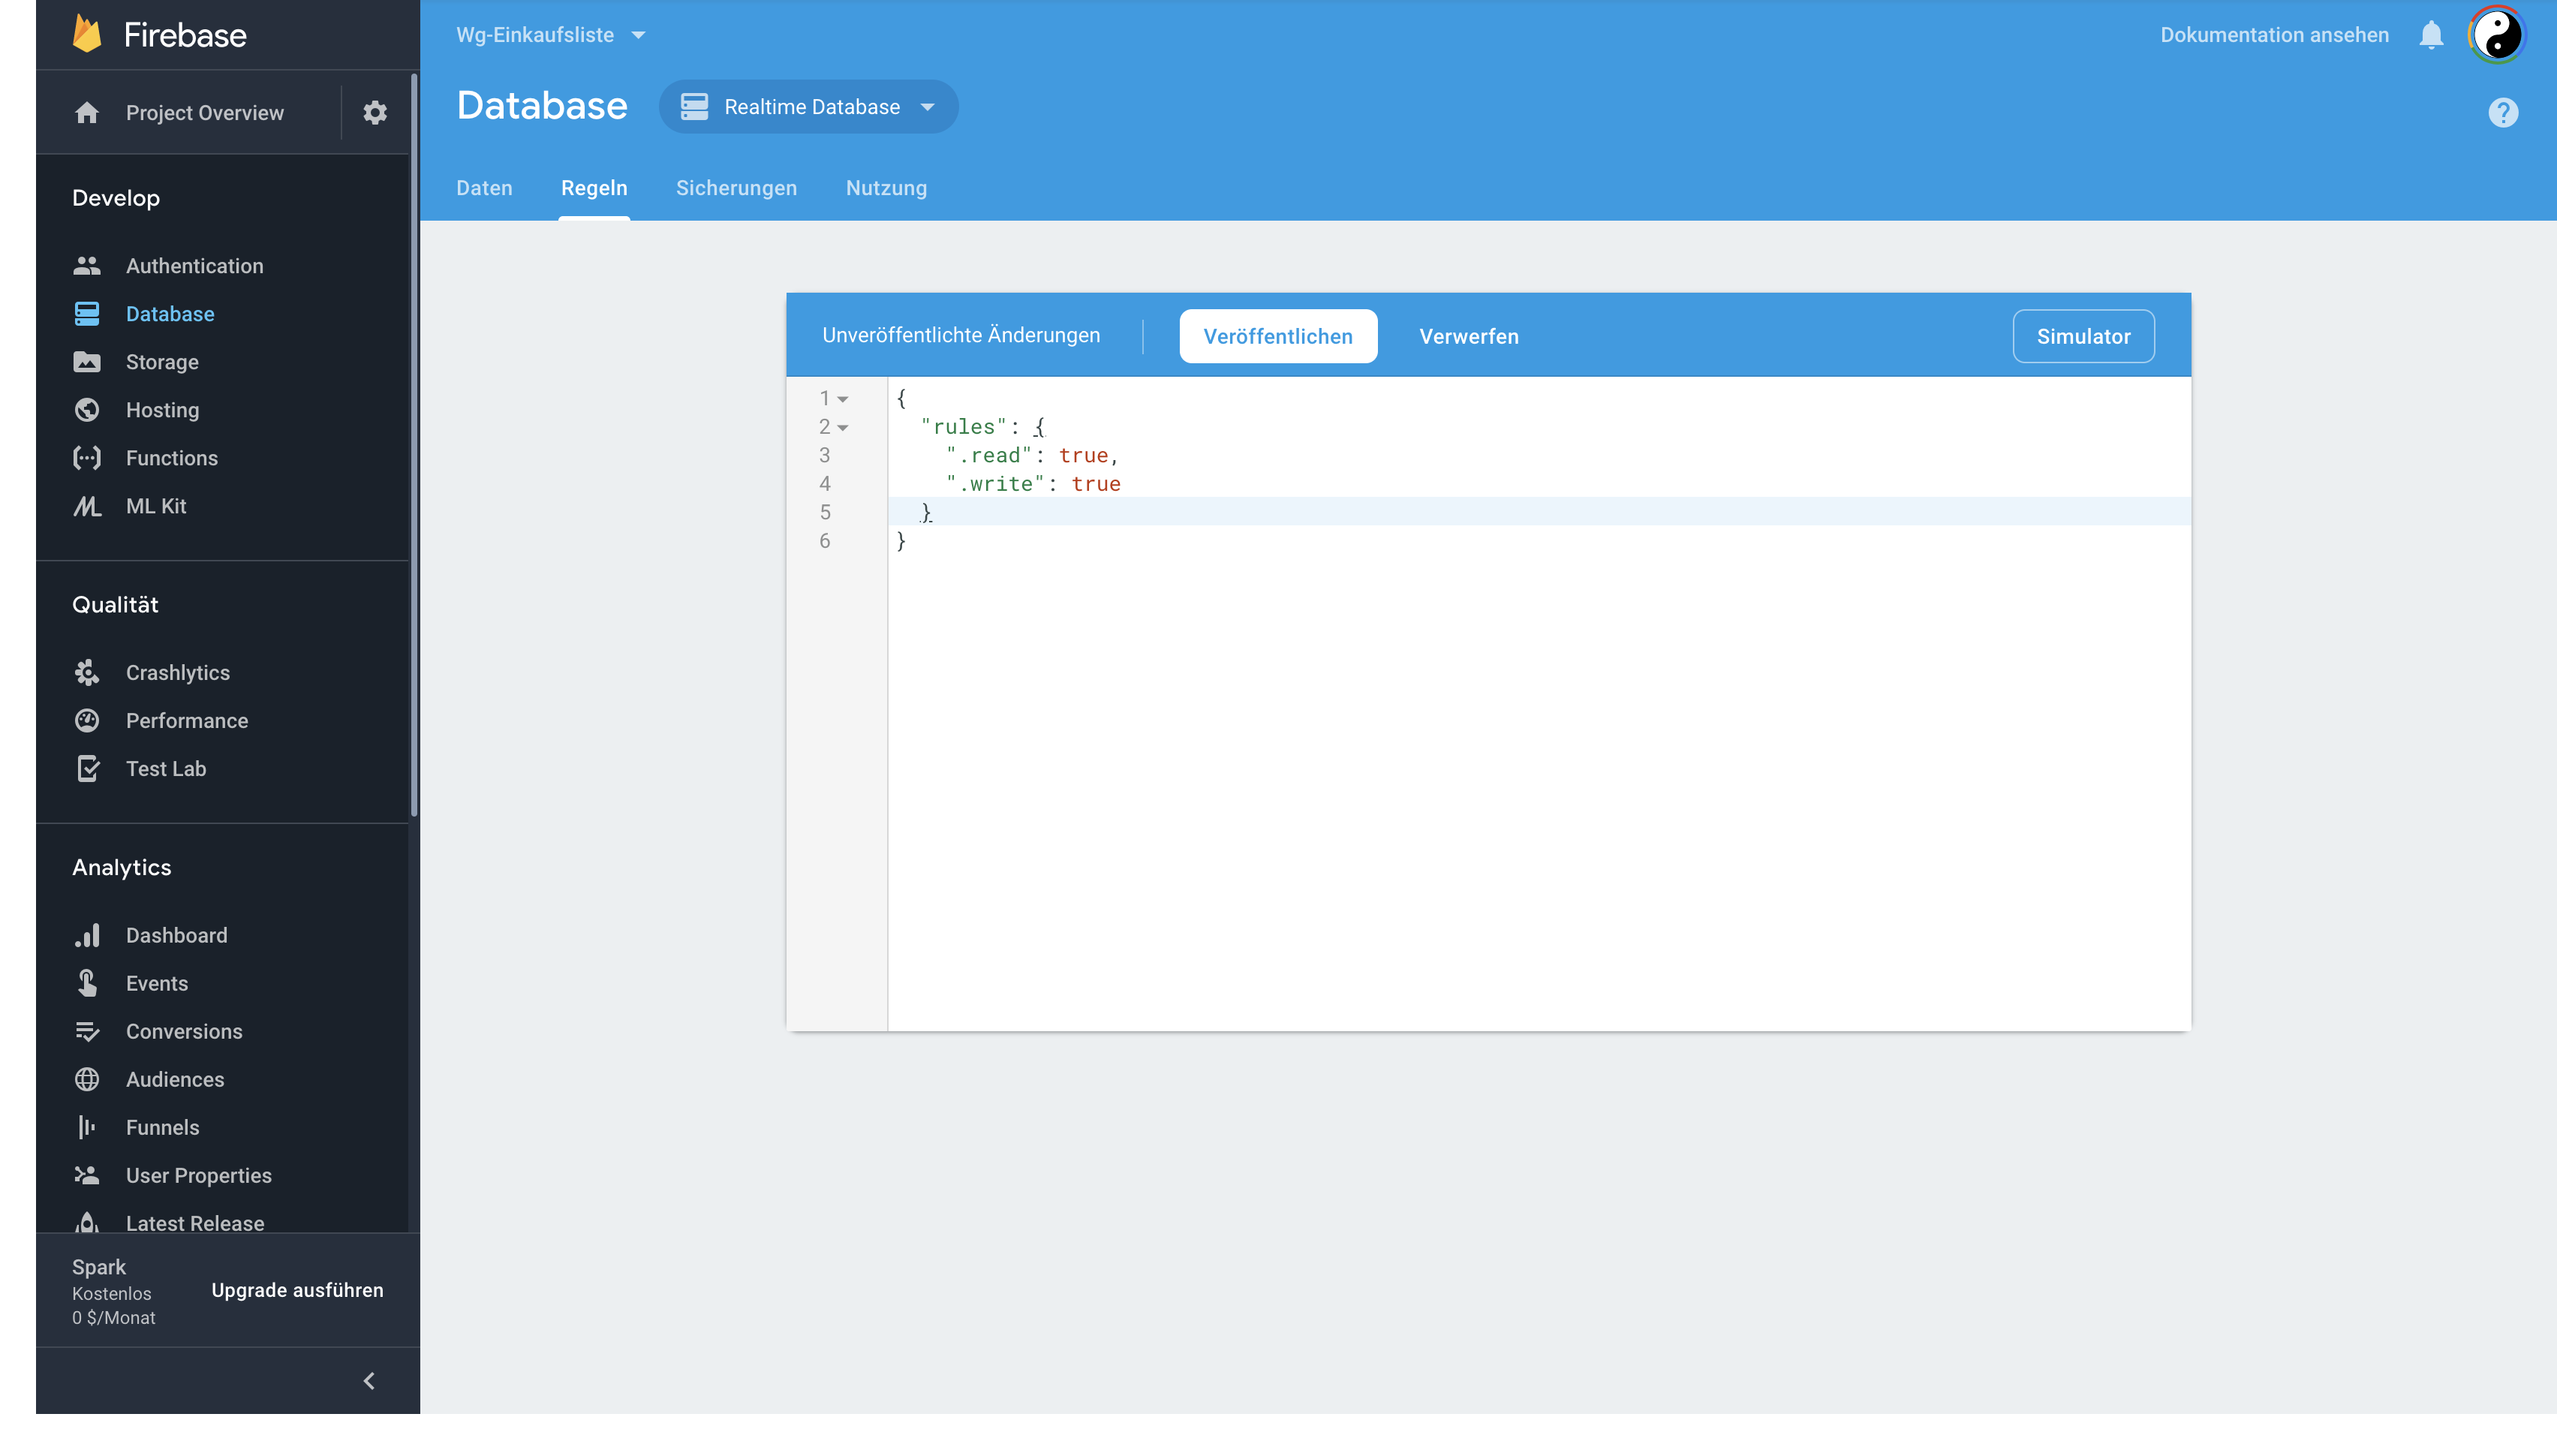 Firebase
Project Overview
Develop
Authentication
Database
Storage
Hosting
Functions
ML Kit
Qualität
Crashlytics
Performance
Test Lab
Analytics
Dashboard
Events
Conversions
Audiences
Funnels
User Properties
Latest Release
Spark
Kostenlos
0 $/Monat
Upgrade ausführen
Wg-Einkaufsliste
Dokumentation ansehen
Database
Realtime Database
?
Daten
Regeln
Sicherungen
Nutzung
Unveröffentlichte Änderungen
Veröffentlichen
Verwerfen
Simulator
1 {
2 "rules": {
3 ".read": true,
4 ".write": true
5 }
6 }